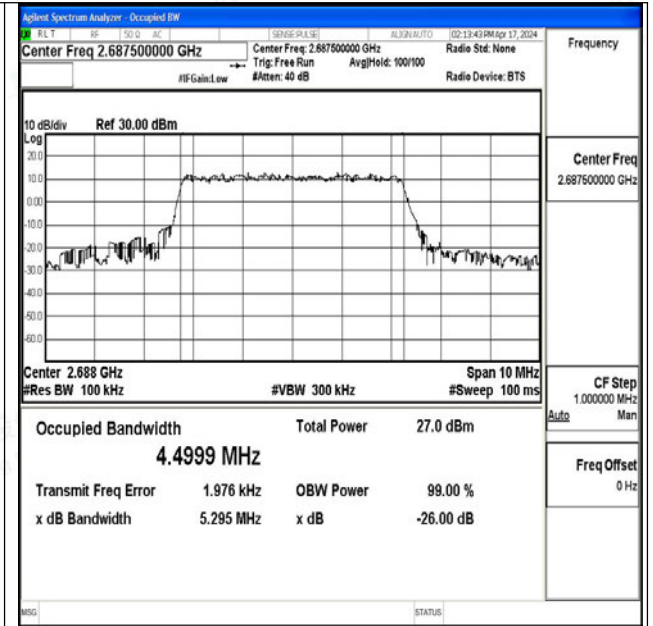 Agilent Spectrum Analyzer - Occupied BW
RLT RF 50 Ω AC SENSE:PULSE ALIGN AUTO 02:13:43 PM Apr 17, 2024
Center Freq 2.687500000 GHz
Center Freq: 2.687500000 GHz
Radio Std: None
Trig: Free Run Avg|Hold: 100/100
#IFGain:Low #Atten: 40 dB Radio Device: BTS
Frequency
10 dB/div Ref 30.00 dBm
Log
20.0
10.0
0.00
-10.0
-20.0
-30.0
-40.0
-50.0
-60.0
Center 2.688 GHz Span 10 MHz
#Res BW 100 kHz #VBW 300 kHz #Sweep 100 ms
Occupied Bandwidth Total Power 27.0 dBm
4.4999 MHz
Transmit Freq Error 1.976 kHz OBW Power 99.00 %
x dB Bandwidth 5.295 MHz x dB -26.00 dB
Center Freq
2.687500000 GHz
CF Step
1.000000 MHz
Auto Man
Freq Offset
0 Hz
MSG STATUS